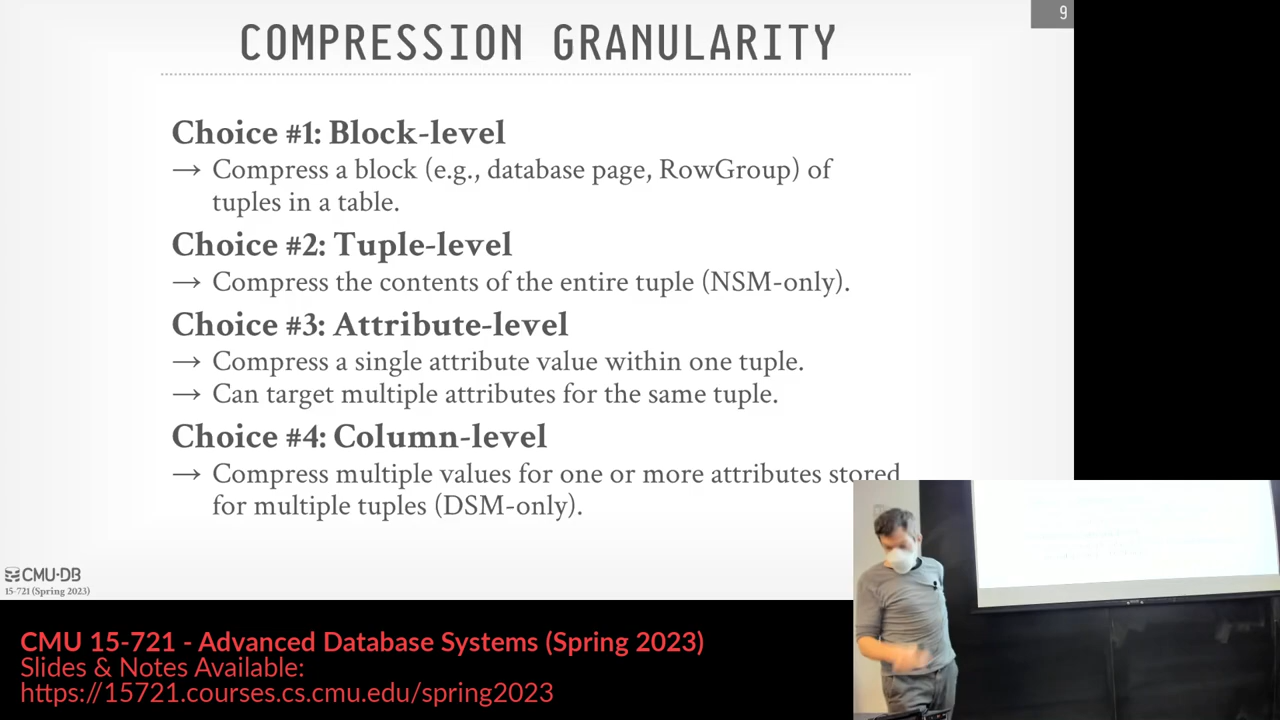 9
COMPRESSION GRANULARITY
Choice #1: Block-level
→ Compress a block (e.g., database page, RowGroup) of
tuples in a table.
Choice #2: Tuple-level
→ Compress the contents of the entire tuple (NSM-only).
Choice #3: Attribute-level
→ Compress a single attribute value within one tuple.
→ Can target multiple attributes for the same tuple.
Choice #4: Column-level
→ Compress multiple values for one or more attributes stored
for multiple tuples (DSM-only).
CMU·DB
15-721 (Spring 2023)
CMU 15-721 - Advanced Database Systems (Spring 2023)
Slides & Notes Available:
https://15721.courses.cs.cmu.edu/spring2023